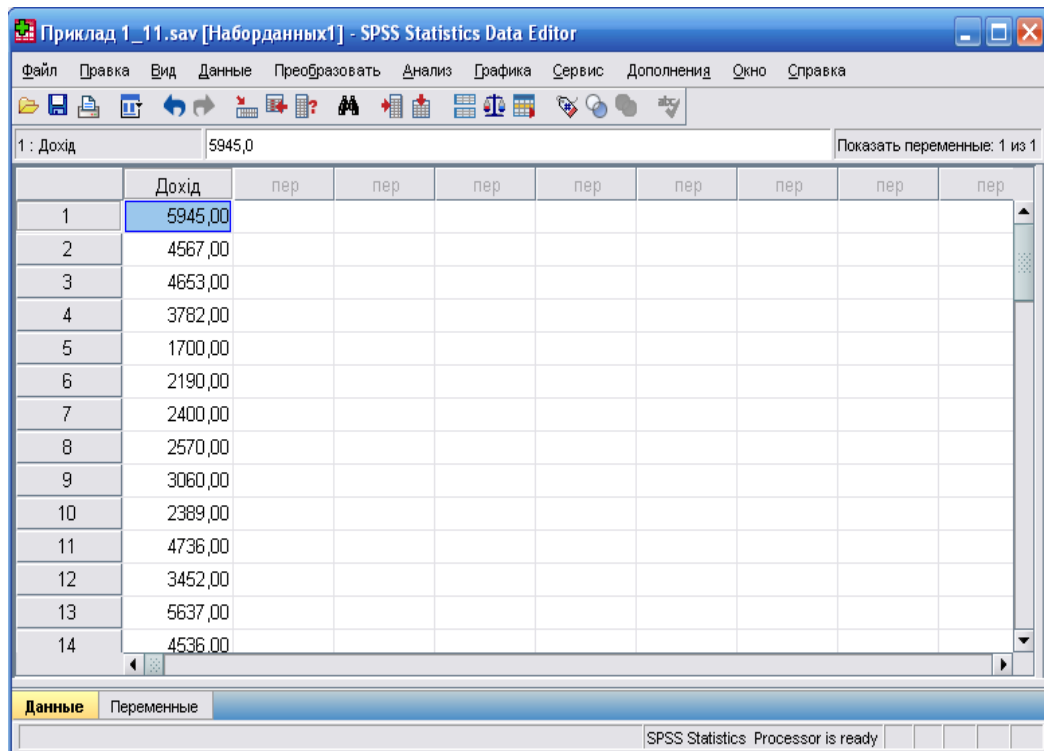 Приклад 1_11.sav [Наборданных1] - SPSS Statistics Data Editor
Файл Правка Вид Данные Преобразовать Анализ Графика Сервис Дополнения Окно Справка
1 : Дохід 5945,0 Показать переменные: 1 из 1
Дохід пер пер пер пер пер пер пер пер
1 5945,00
2 4567,00
3 4653,00
4 3782,00
5 1700,00
6 2190,00
7 2400,00
8 2570,00
9 3060,00
10 2389,00
11 4736,00
12 3452,00
13 5637,00
14 4536,00
Данные Переменные
SPSS Statistics Processor is ready